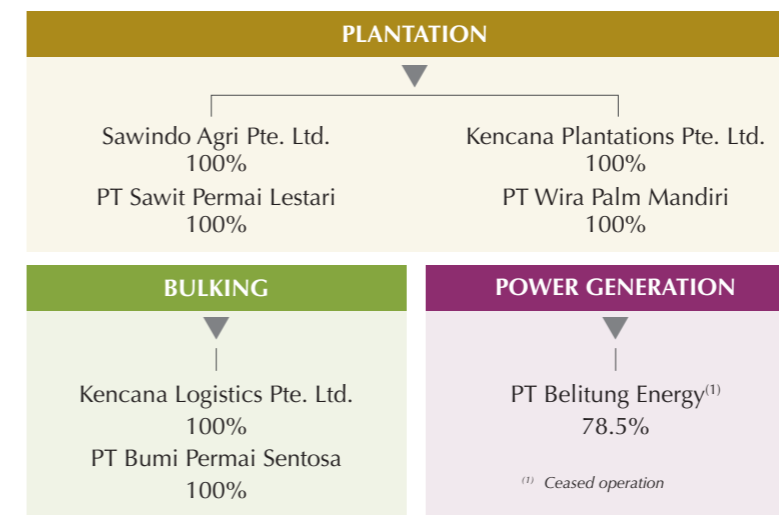 PLANTATION
Sawindo Agri Pte. Ltd.
100%
PT Sawit Permai Lestari
100%
Kencana Plantations Pte. Ltd.
100%
PT Wira Palm Mandiri
100%
BULKING
Kencana Logistics Pte. Ltd.
100%
PT Bumi Permai Sentosa
100%
POWER GENERATION
PT Belitung Energy(1)
78.5%
(1) Ceased operation